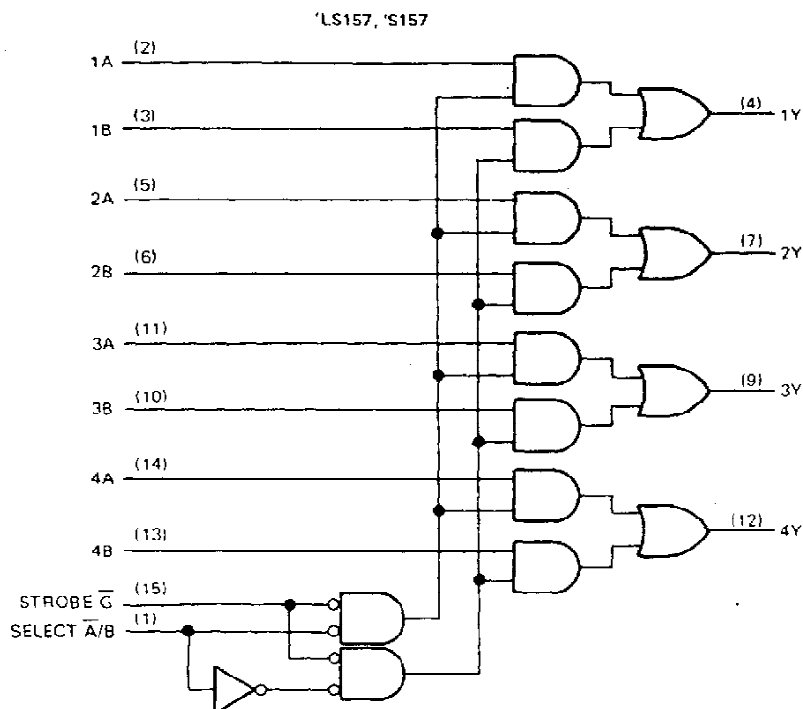 'LS157, 'S157
1A (2)
(4) 1Y
1B (3)
2A (5)
(7) 2Y
2B (6)
3A (11)
(9) 3Y
3B (10)
4A (14)
(12) 4Y
4B (13)
STROBE G̅ (15)
SELECT A̅/B (1)